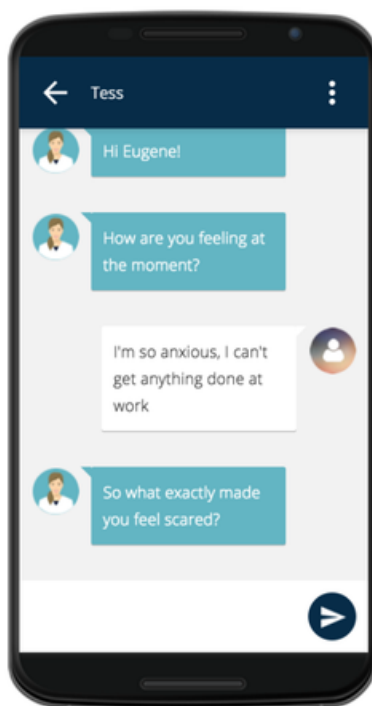 Tess
Hi Eugene!
How are you feeling at
the moment?
I'm so anxious, I can't
get anything done at
work
So what exactly made
you feel scared?